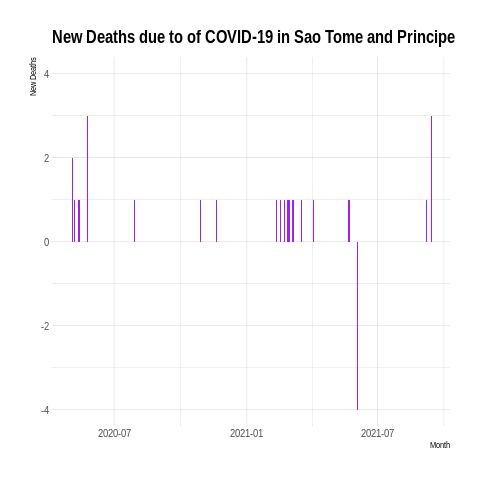 New Deaths due to of COVID-19 in Sao Tome and Principe
New Deaths
4
2
0
-2
-4
2020-07
2021-01
2021-07
Month